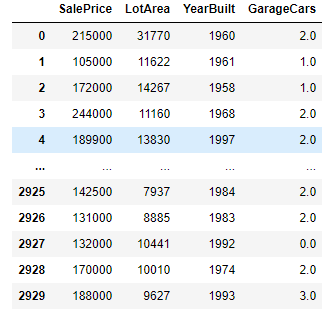 SalePrice LotArea YearBuilt GarageCars
0 215000 31770 1960 2.0
1 105000 11622 1961 1.0
2 172000 14267 1958 1.0
3 244000 11160 1968 2.0
4 189900 13830 1997 2.0
... ... ... ... ...
2925 142500 7937 1984 2.0
2926 131000 8885 1983 2.0
2927 132000 10441 1992 0.0
2928 170000 10010 1974 2.0
2929 188000 9627 1993 3.0